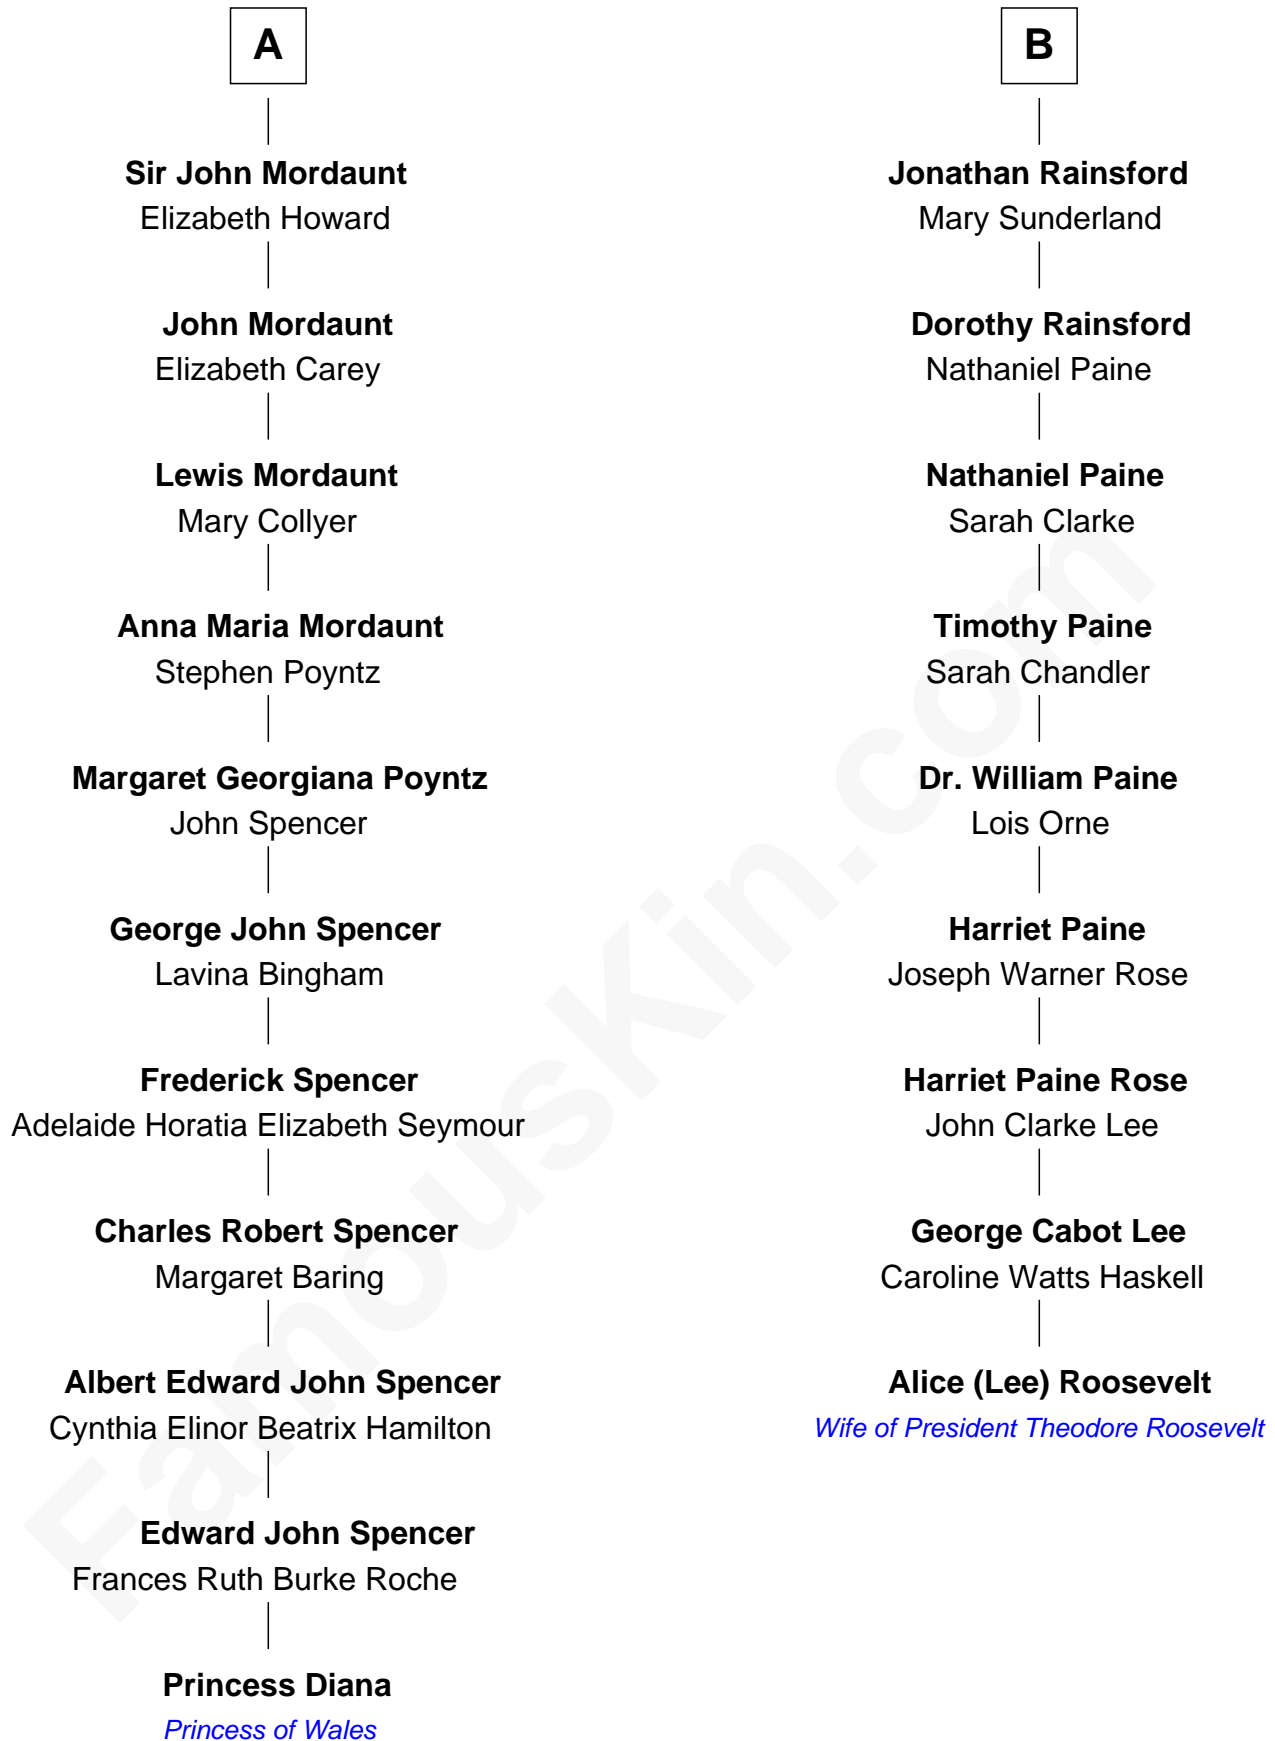 A
Sir John Mordaunt
Elizabeth Howard
John Mordaunt
Elizabeth Carey
Lewis Mordaunt
Mary Collyer
Anna Maria Mordaunt
Stephen Poyntz
Margaret Georgiana Poyntz
John Spencer
George John Spencer
Lavina Bingham
Frederick Spencer
Adelaide Horatia Elizabeth Seymour
Charles Robert Spencer
Margaret Baring
Albert Edward John Spencer
Cynthia Elinor Beatrix Hamilton
Edward John Spencer
Frances Ruth Burke Roche
Princess Diana
Princess of Wales
B
Jonathan Rainsford
Mary Sunderland
Dorothy Rainsford
Nathaniel Paine
Nathaniel Paine
Sarah Clarke
Timothy Paine
Sarah Chandler
Dr. William Paine
Lois Orne
Harriet Paine
Joseph Warner Rose
Harriet Paine Rose
John Clarke Lee
George Cabot Lee
Caroline Watts Haskell
Alice (Lee) Roosevelt
Wife of President Theodore Roosevelt
FamousKin.com